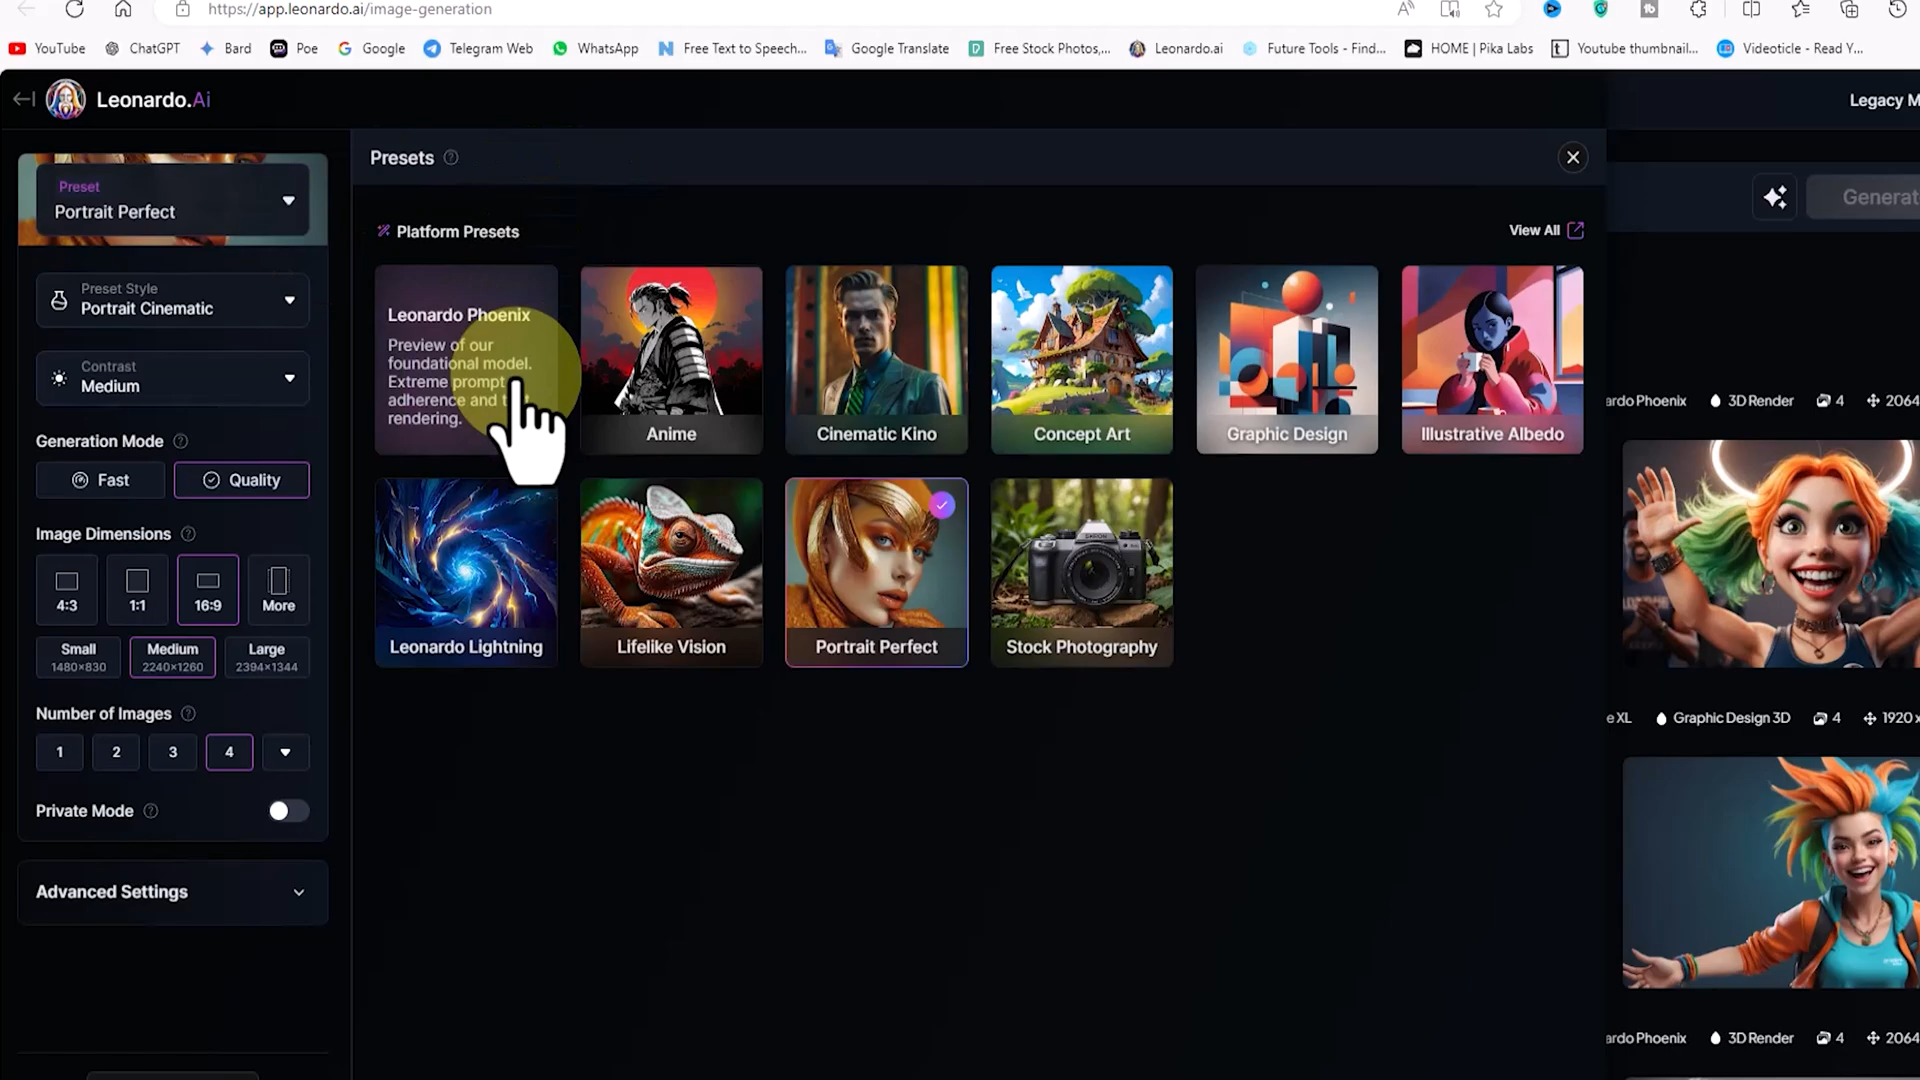 https://app.leonardo.ai/image-generation
YouTube
ChatGPT
Bard
Poe
Google
Telegram Web
WhatsApp
Free Text to Speech...
Google Translate
Free Stock Photos,...
Leonardo.ai
Future Tools - Find...
HOME | Pika Labs
Youtube thumbnail...
Videoticle - Read Y...
Leonardo.Ai
Legacy M
Preset
Portrait Perfect
Preset Style
Portrait Cinematic
Contrast
Medium
Generation Mode
Fast
Quality
Image Dimensions
4:3
1:1
16:9
More
Small
1480×830
Medium
2240×1260
Large
2394×1344
Number of Images
1
2
3
4
Private Mode
Advanced Settings
Presets
Platform Presets
View All
Leonardo Phoenix
Preview of our
foundational model.
Extreme prompt
adherence and
rendering.
Anime
Cinematic Kino
Concept Art
Graphic Design
Illustrative Albedo
Leonardo Lightning
Lifelike Vision
Portrait Perfect
Stock Photography
Generat
ardo Phoenix
3D Render
4
2064
e XL
Graphic Design 3D
4
1920 x
ardo Phoenix
3D Render
4
2064